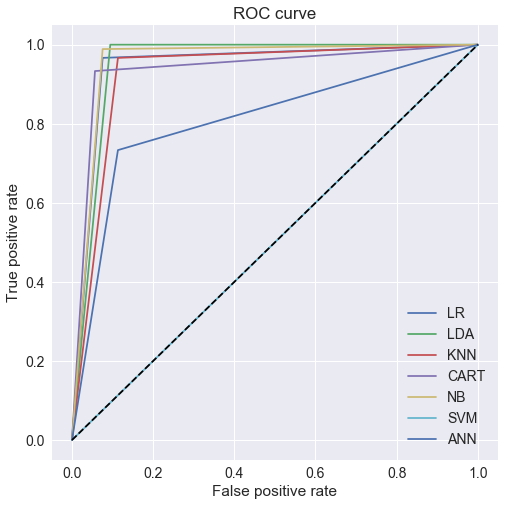 ROC curve
1.0
0.8
0.6
0.4
0.2
0.0
True positive rate
LR
LDA
KNN
CART
NB
SVM
ANN
0.0 0.2 0.4 0.6 0.8 1.0
False positive rate